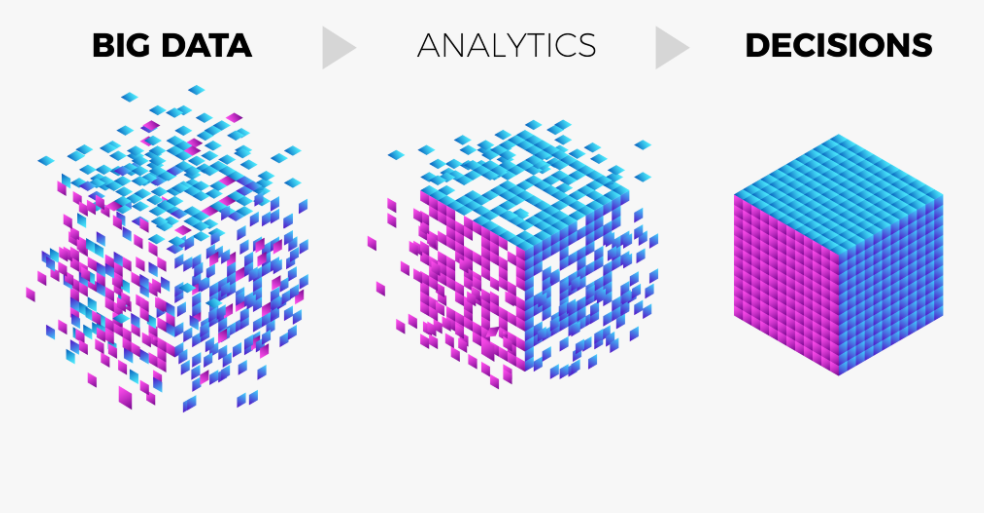 BIG DATA
ANALYTICS
DECISIONS